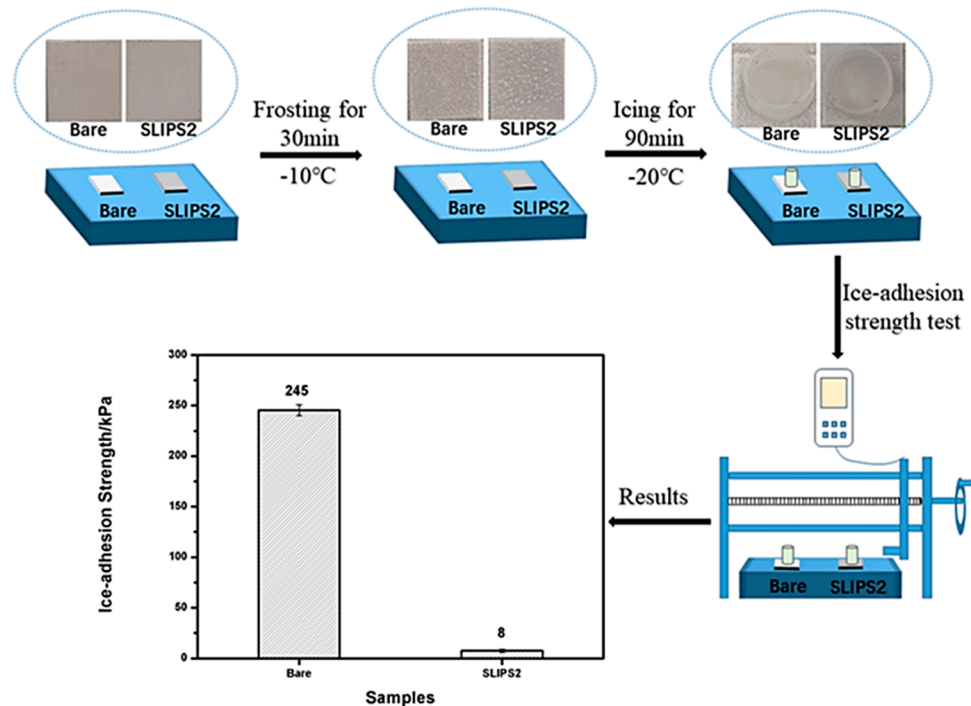 Bare SLIPS2
Frosting for
30min
-10°C
Bare SLIPS2
Bare SLIPS2
Icing for
90min
-20°C
Bare SLIPS2
Bare SLIPS2
Bare SLIPS2
Ice-adhesion
strength test
Bare SLIPS2
Results
Ice-adhesion Strength/kPa
300
250
200
150
100
50
0
245
8
Bare SLIPS2
Samples